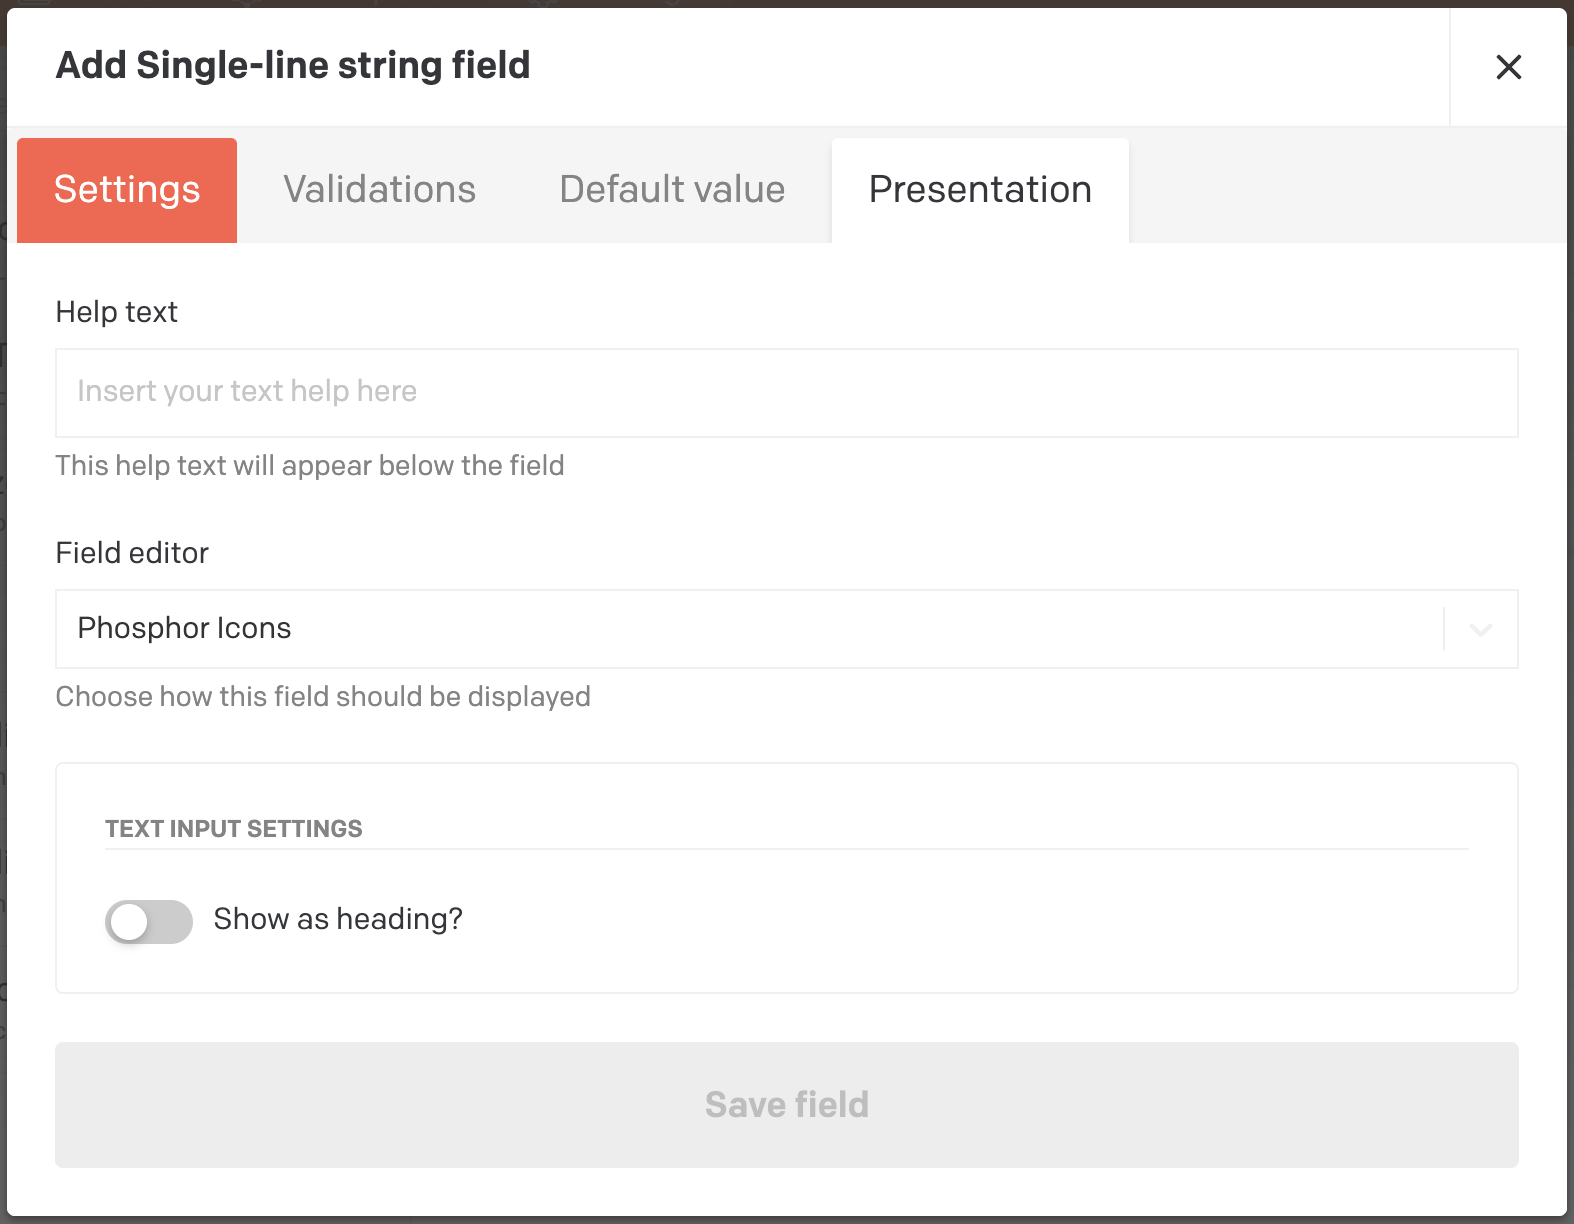 Add Single-line string field
Settings Validations Default value Presentation
Help text
Insert your text help here
This help text will appear below the field
Field editor
Phosphor Icons
Choose how this field should be displayed
TEXT INPUT SETTINGS
Show as heading?
Save field